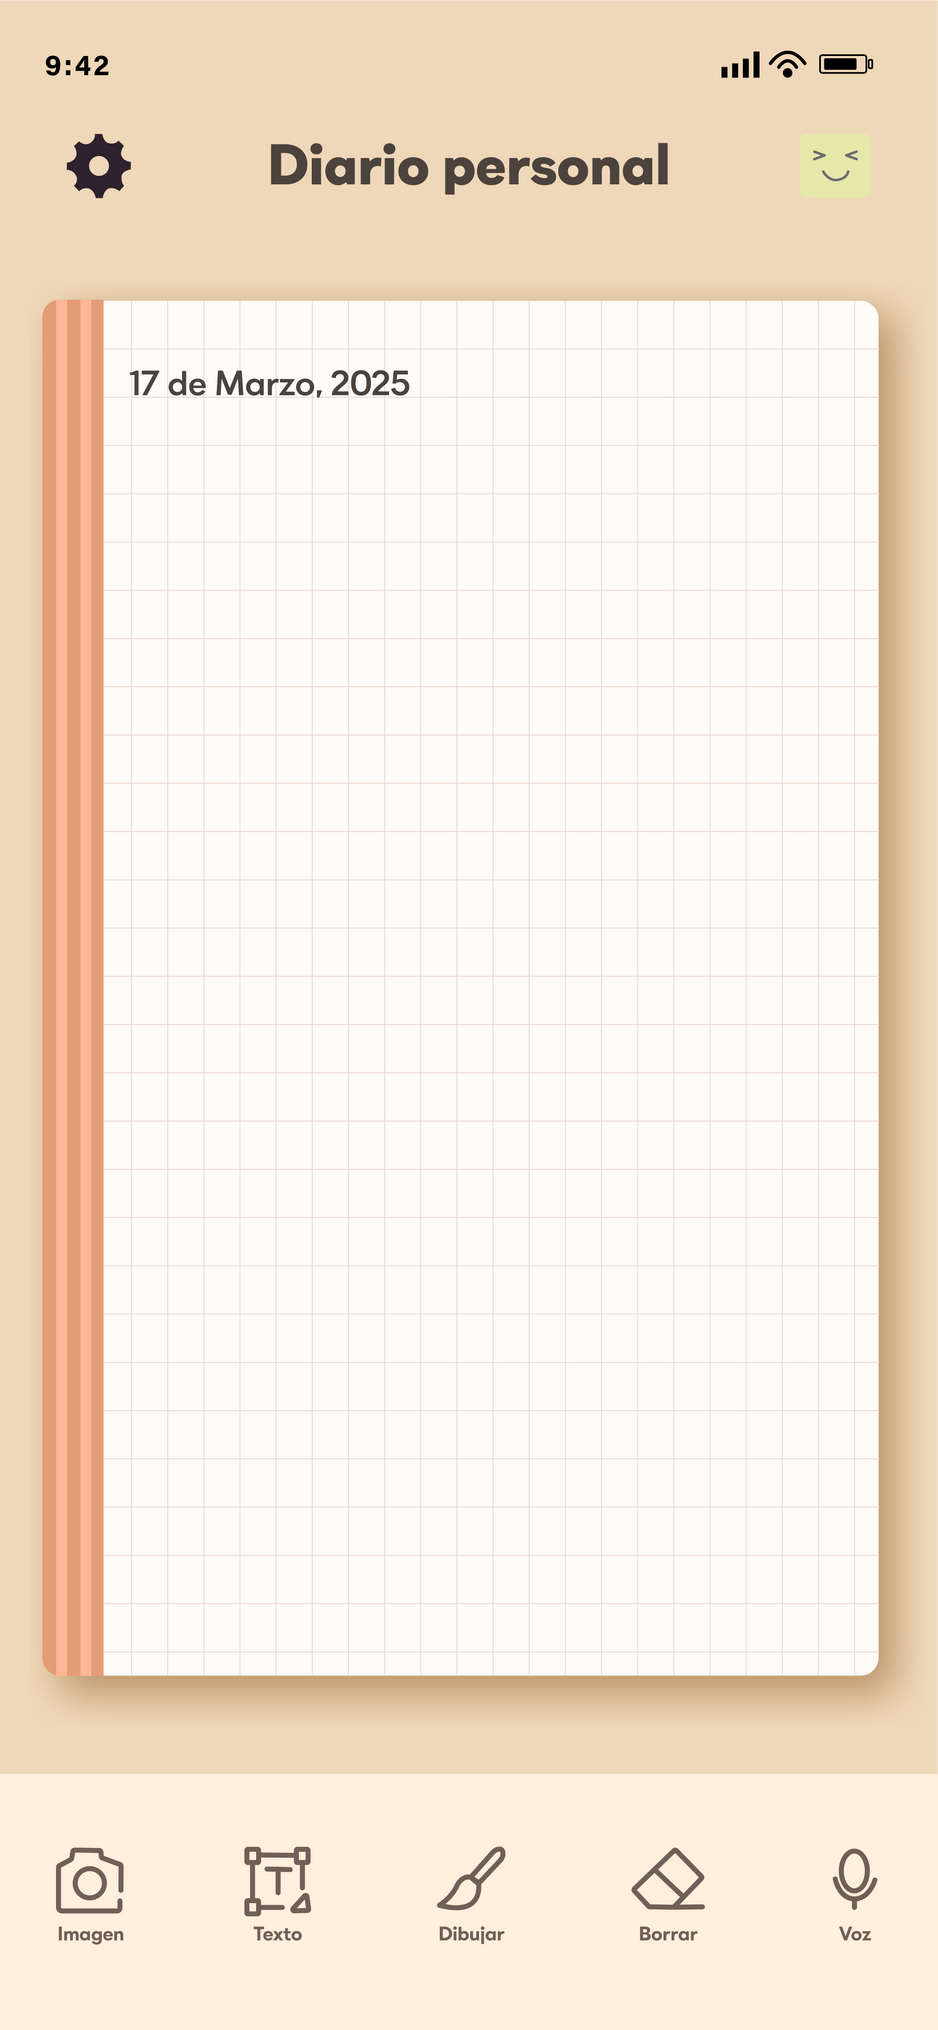 9:42
Diario personal
17 de Marzo, 2025
Imagen
Texto
Dibujar
Borrar
Voz